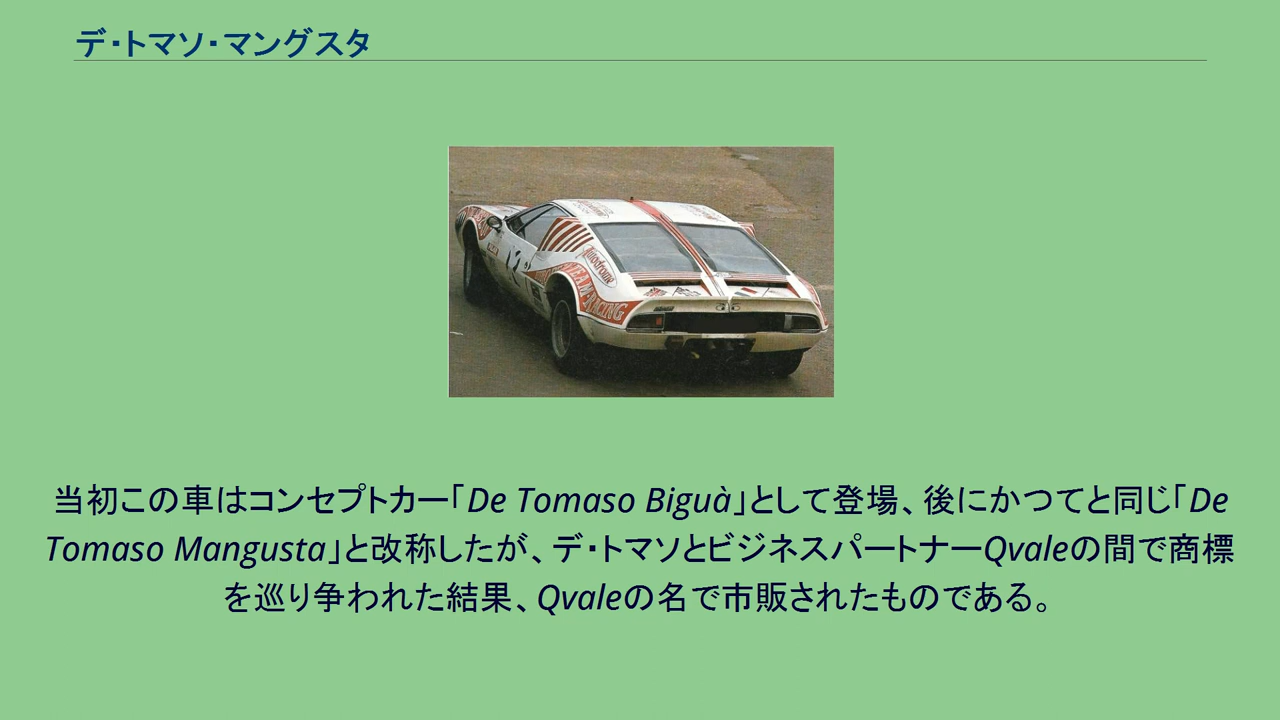 デ・トマソ・マングスタ
Autodrome
TEAM RACING
当初この車はコンセプトカー「De Tomaso Biguà」として登場、後にかつてと同じ「De
Tomaso Mangusta」と改称したが、デ・トマソとビジネスパートナーQvaleの間で商標
を巡り争われた結果、Qvaleの名で市販されたものである。